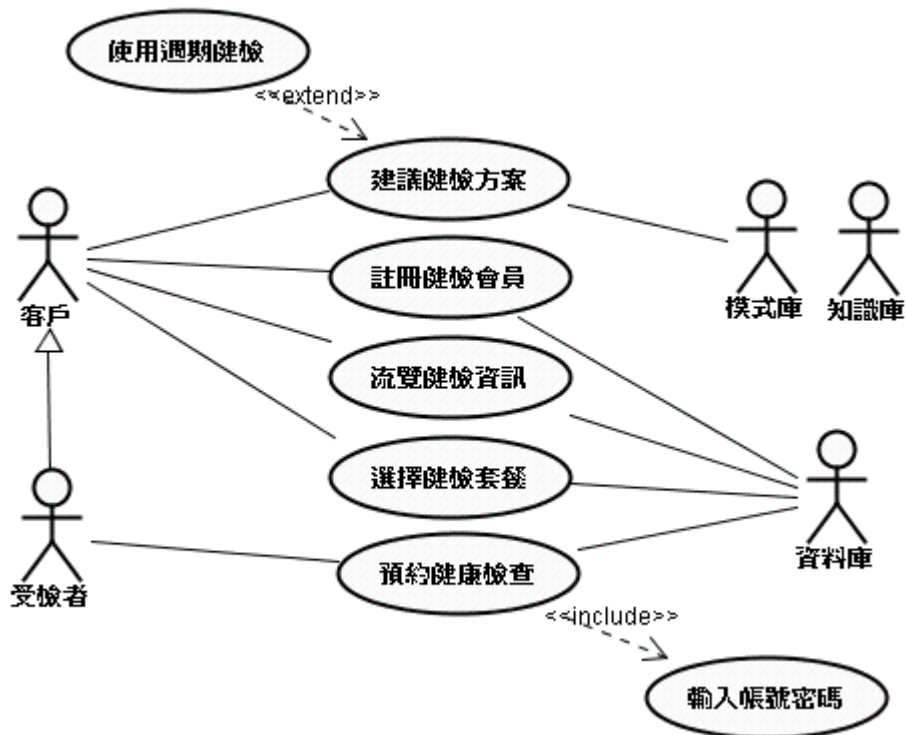 使用週期健檢
<<extend>>
建議健檢方案
註冊健檢會員
客戶
模式庫
知識庫
流覽健檢資訊
選擇健檢套餐
資料庫
預約健康檢查
受檢者
<<include>>
輸入帳號密碼